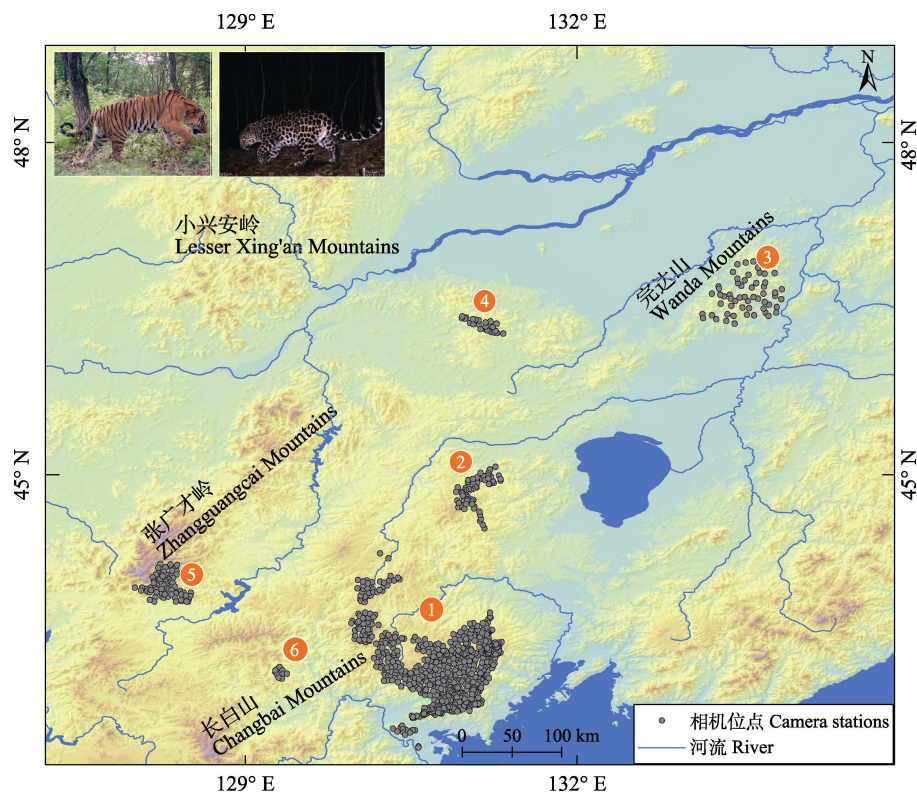 129° E
132° E
N
48° N
48° N
小兴安岭
Lesser Xing'an Mountains
完达山
Wanda Mountains
3
4
45° N
45° N
张广才岭
Zhangguangcai Mountains
2
5
1
6
长白山
Changbai Mountains
0 50 100 km
相机位点 Camera stations
河流 River
129° E
132° E